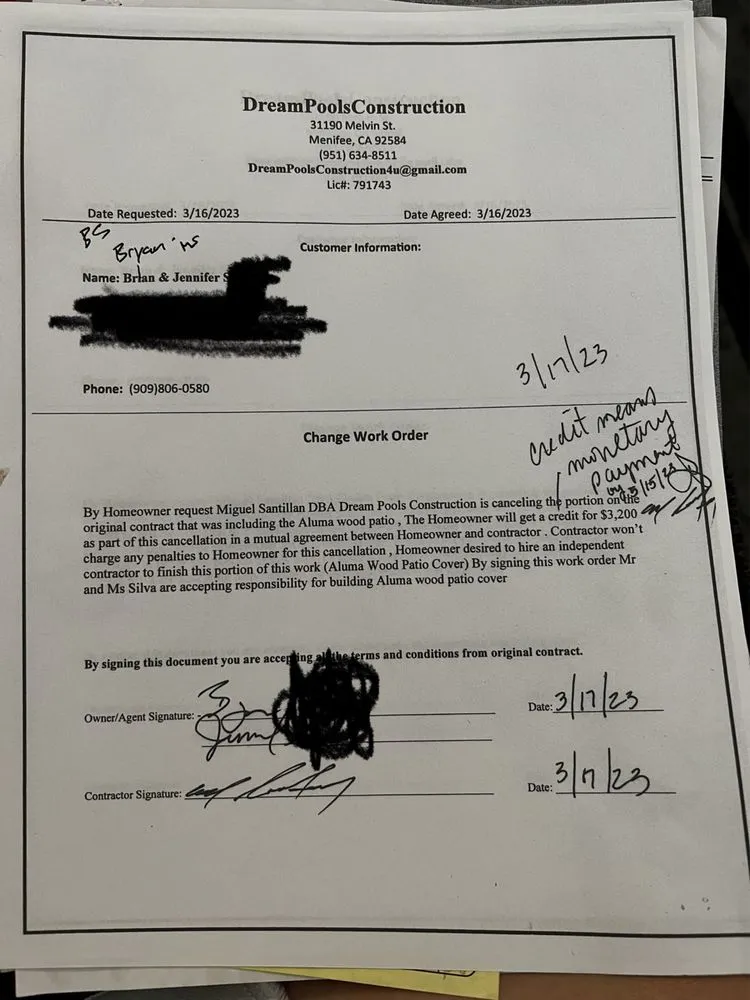 DreamPoolsConstruction
31190 Melvin St.
Menifee, CA 92584
(951) 634-8511
DreamPoolsConstruction4u@gmail.com
Lic#: 791743
Date Requested: 3/16/2023 Date Agreed: 3/16/2023
BS
Bryan
Customer Information:
Name: Brian & Jennifer S
3/17/23
Phone: (909)806-0580
credit means
monetary
payment
by 3/15/23
Change Work Order
By Homeowner request Miguel Santillan DBA Dream Pools Construction is canceling the portion on the
original contract that was including the Aluma wood patio , The Homeowner will get a credit for $3,200
as part of this cancellation in a mutual agreement between Homeowner and contractor . Contractor won't
charge any penalties to Homeowner for this cancellation , Homeowner desired to hire an independent
contractor to finish this portion of this work (Aluma Wood Patio Cover) By signing this work order Mr
and Ms Silva are accepting responsibility for building Aluma wood patio cover
By signing this document you are accepting all the terms and conditions from original contract.
Owner/Agent Signature:
Date: 3/17/23
Contractor Signature:
Date: 3/17/23